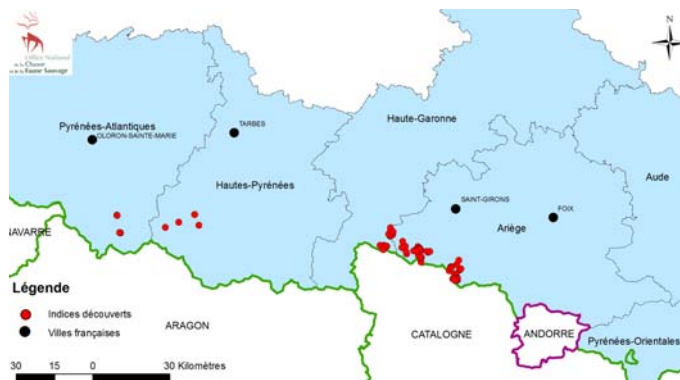 Office National
de la Chasse
et de la Faune Sauvage
N
Pyrénées-Atlantiques
OLORON-SAINTE-MARIE
TARBES
Haute-Garonne
Hautes-Pyrénées
SAINT-GIRONS
FOIX
Aude
Ariège
NAVARRE
Légende
Indices découverts
Villes françaises
ARAGON
CATALOGNE
ANDORRE
Pyrénées-Orientales
30 15 0 30 Kilomètres